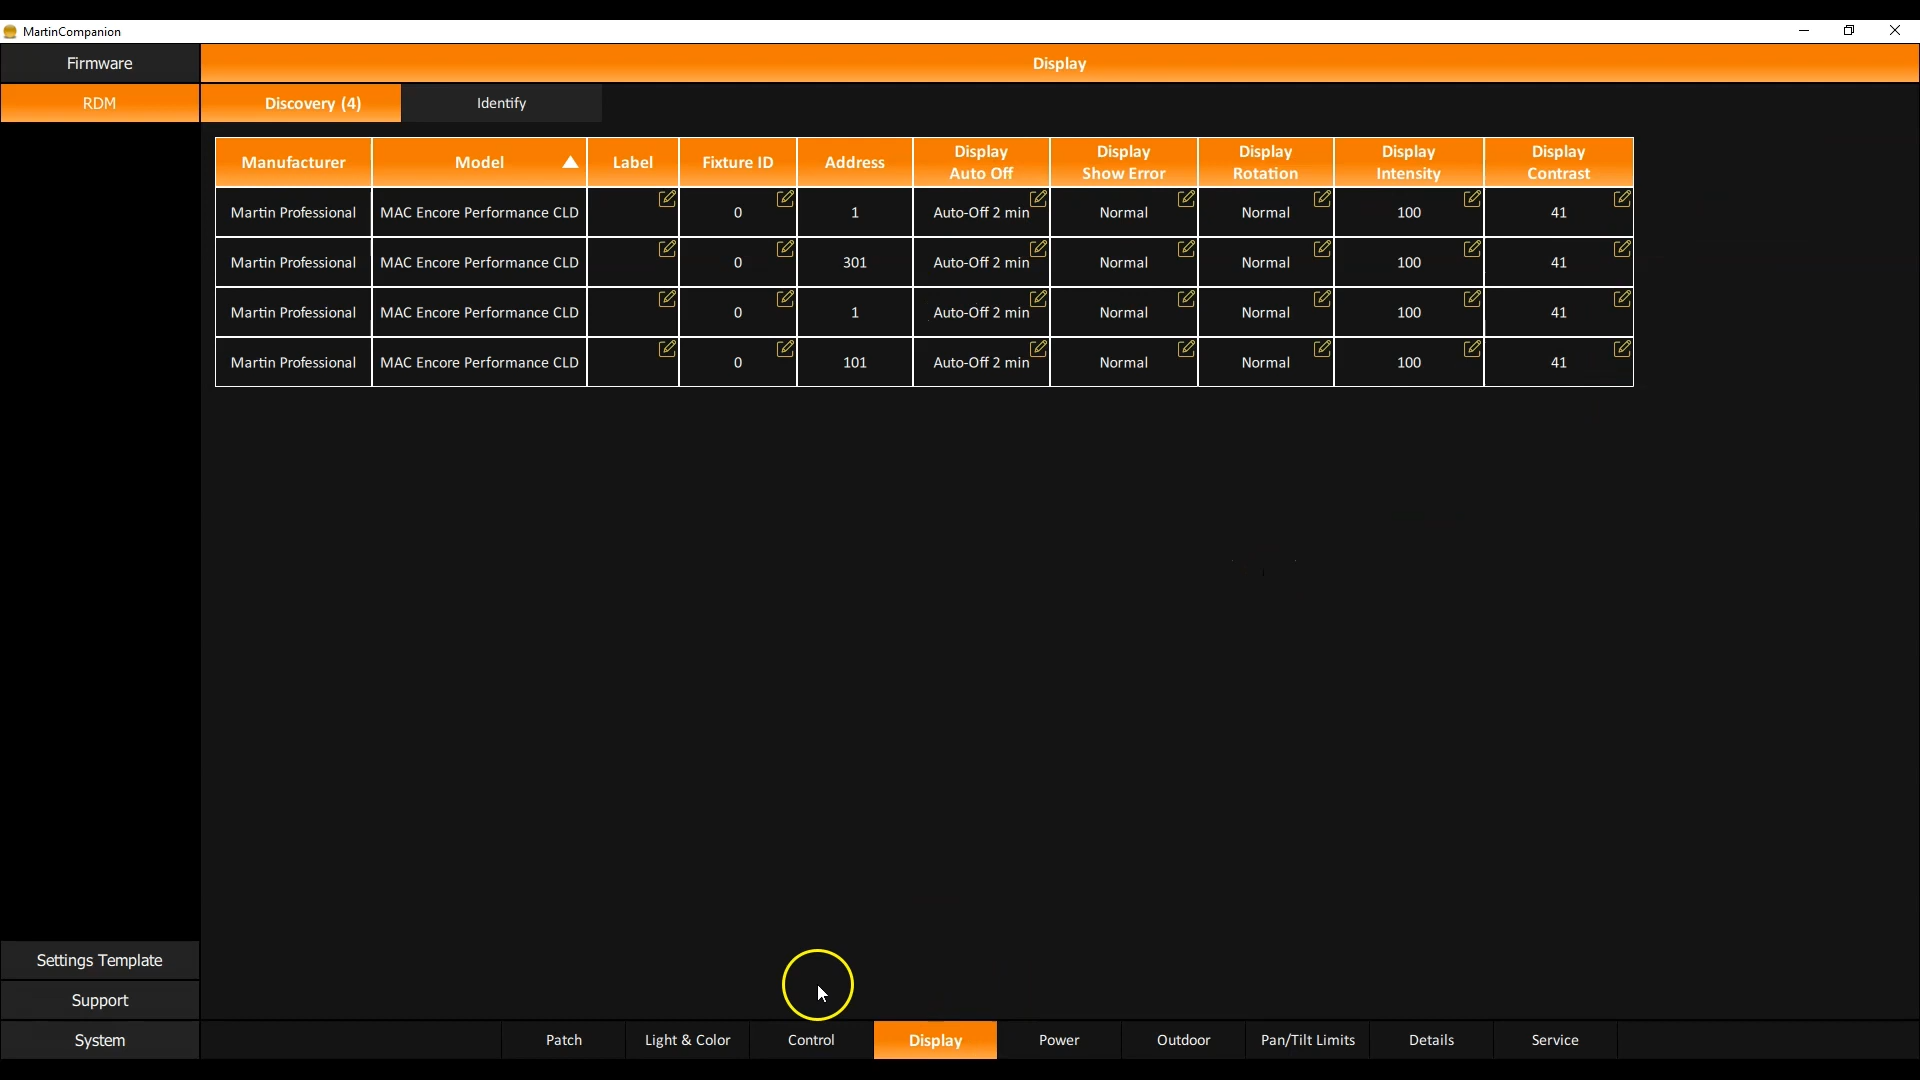 MartinCompanion
Firmware
Display
RDM
Discovery (4)
Identify
Manufacturer Model Label Fixture ID Address Display Auto Off Display Show Error Display Rotation Display Intensity Display Contrast
Martin Professional MAC Encore Performance CLD 0 1 Auto-Off 2 min Normal Normal 100 41
Martin Professional MAC Encore Performance CLD 0 301 Auto-Off 2 min Normal Normal 100 41
Martin Professional MAC Encore Performance CLD 0 1 Auto-Off 2 min Normal Normal 100 41
Martin Professional MAC Encore Performance CLD 0 101 Auto-Off 2 min Normal Normal 100 41
Settings Template
Support
System
Patch Light & Color Control Display Power Outdoor Pan/Tilt Limits Details Service